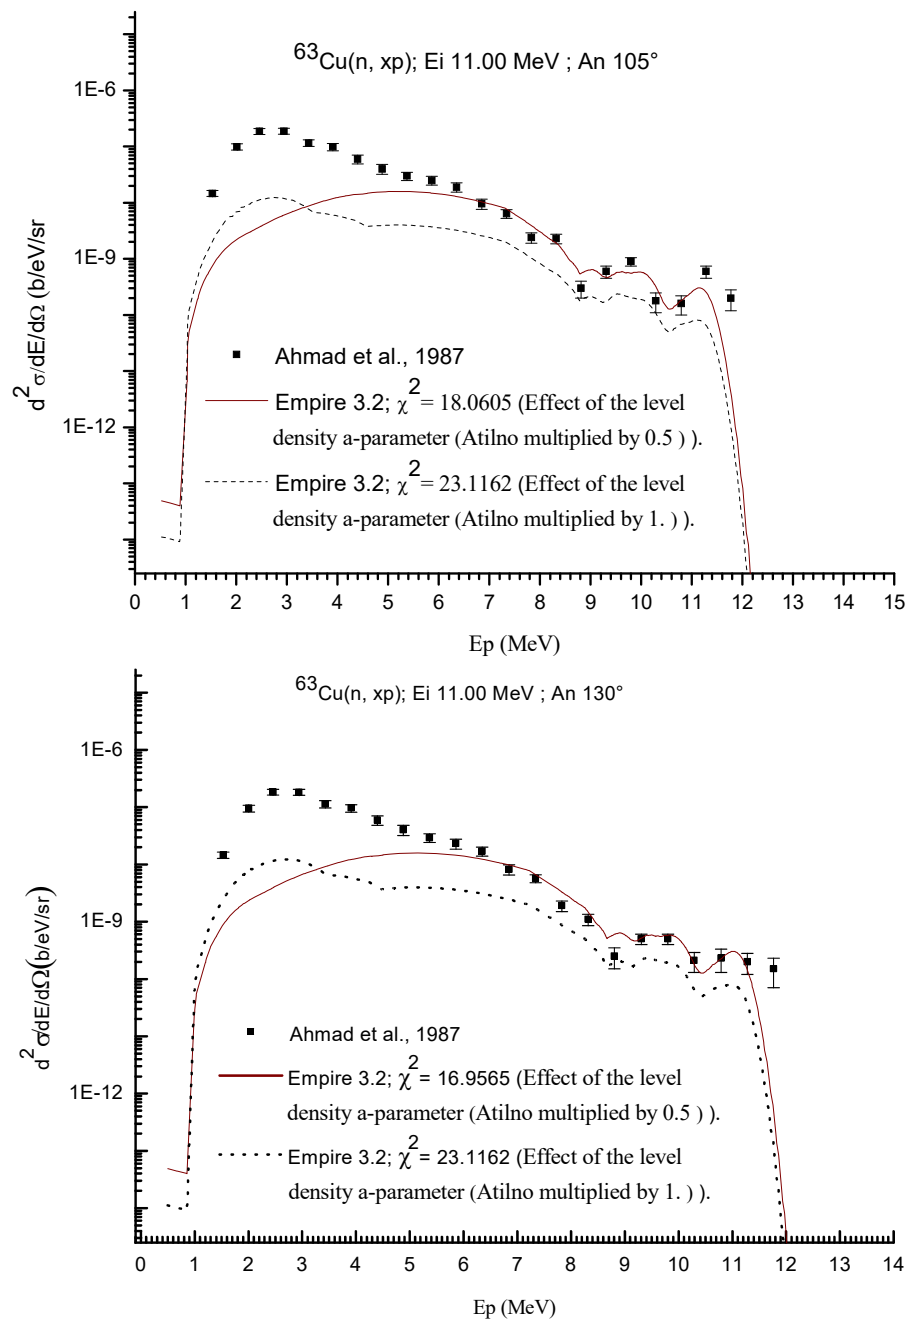 ⁶³Cu(n, xp); Ei 11.00 MeV ; An 105°
1E-6
1E-9
1E-12
d² σ/dE/dΩ (b/eV/sr)
Ahmad et al., 1987
Empire 3.2; χ² = 18.0605 (Effect of the level
density a-parameter (Atilno multiplied by 0.5 ) ).
Empire 3.2; χ² = 23.1162 (Effect of the level
density a-parameter (Atilno multiplied by 1. ) ).
0 1 2 3 4 5 6 7 8 9 10 11 12 13 14 15
Ep (MeV)
⁶³Cu(n, xp); Ei 11.00 MeV ; An 130°
1E-6
1E-9
1E-12
d² σ/dE/dΩ(b/eV/sr)
Ahmad et al., 1987
Empire 3.2; χ² = 16.9565 (Effect of the level
density a-parameter (Atilno multiplied by 0.5 ) ).
Empire 3.2; χ² = 23.1162 (Effect of the level
density a-parameter (Atilno multiplied by 1. ) ).
0 1 2 3 4 5 6 7 8 9 10 11 12 13 14
Ep (MeV)